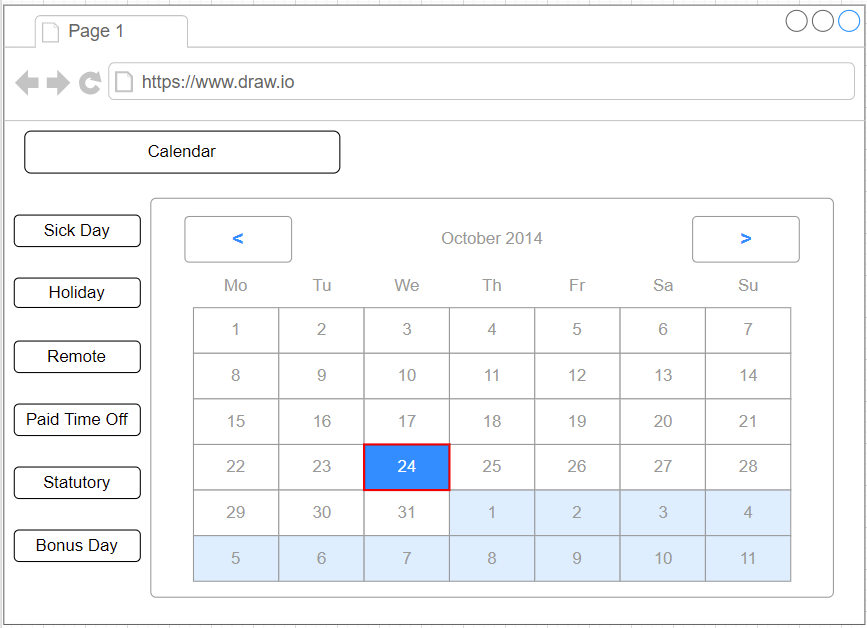 Page 1
https://www.draw.io
Calendar
Sick Day
Holiday
Remote
Paid Time Off
Statutory
Bonus Day
< October 2014 >
Mo Tu We Th Fr Sa Su
1 2 3 4 5 6 7
8 9 10 11 12 13 14
15 16 17 18 19 20 21
22 23 24 25 26 27 28
29 30 31 1 2 3 4
5 6 7 8 9 10 11